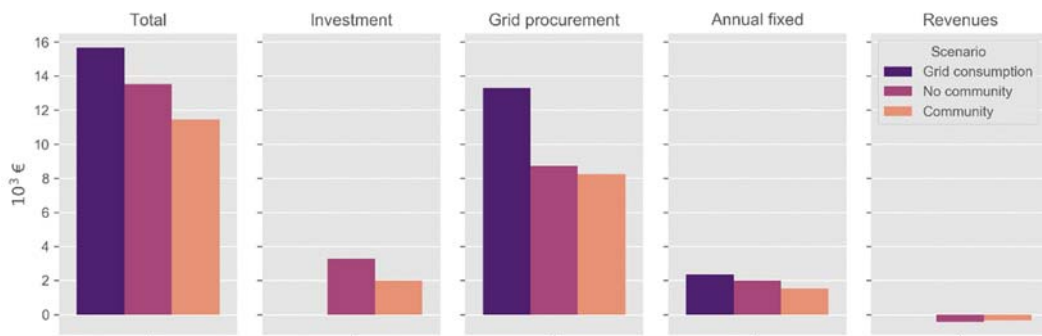 Total Investment Grid procurement Annual fixed Revenues
16
14
12
10
8
6
4
2
0
10³ €
Scenario
Grid consumption
No community
Community